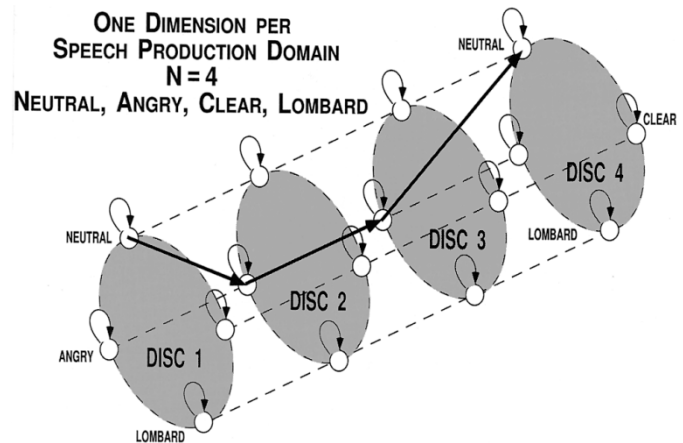 ONE DIMENSION PER
SPEECH PRODUCTION DOMAIN
N = 4
NEUTRAL, ANGRY, CLEAR, LOMBARD
NEUTRAL
CLEAR
DISC 4
LOMBARD
DISC 3
NEUTRAL
DISC 2
ANGRY
DISC 1
LOMBARD